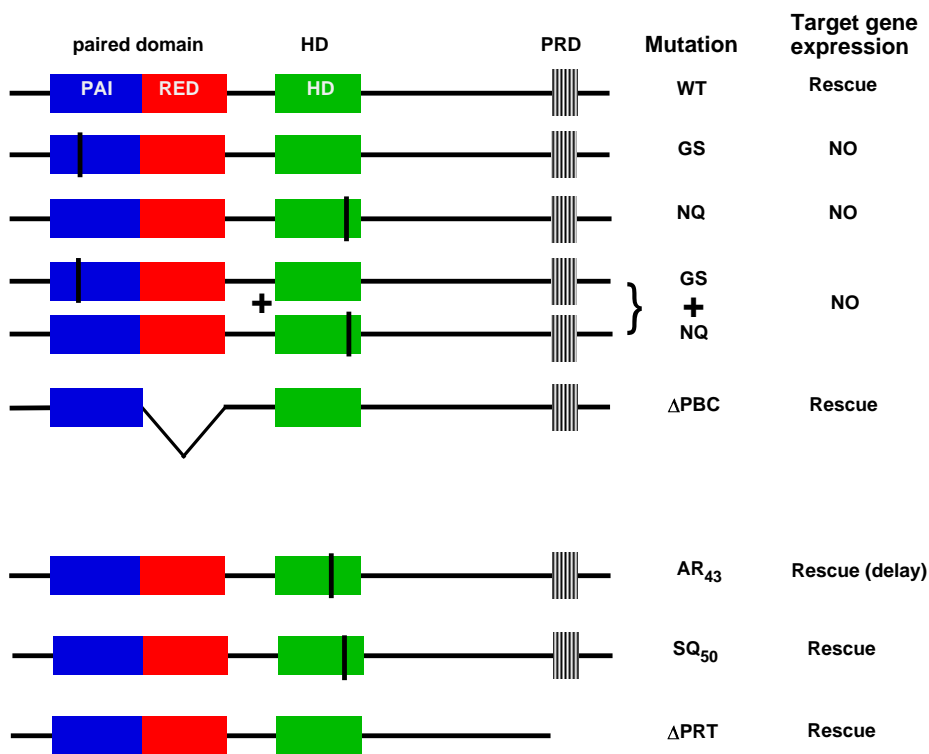 paired domain HD PRD Mutation Target gene expression
PAI RED HD WT Rescue
GS NO
NQ NO
GS
+ + } NO
NQ
ΔPBC Rescue
AR43 Rescue (delay)
SQ50 Rescue
ΔPRT Rescue